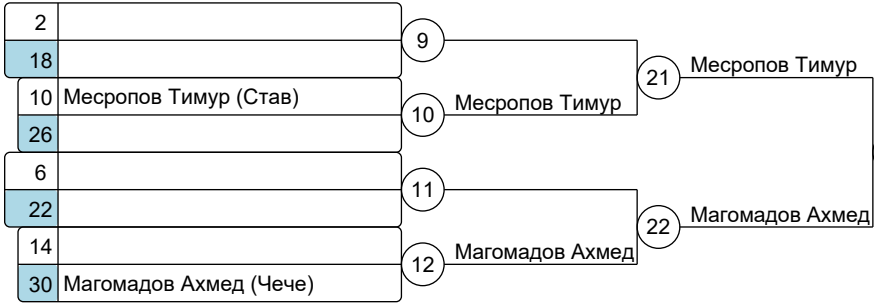 2
9
18
21 Месропов Тимур
10 Месропов Тимур (Став)
10 Месропов Тимур
26
6
11
22
22 Магомадов Ахмед
14
12 Магомадов Ахмед
30 Магомадов Ахмед (Чече)